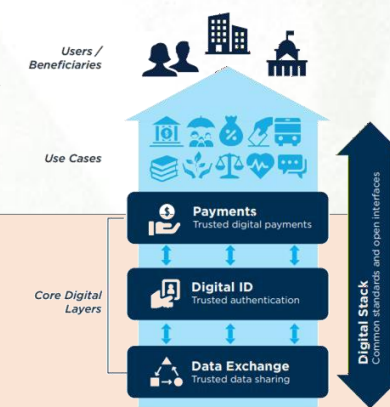 Users /
Beneficiaries
Use Cases
Payments
Trusted digital payments
Core Digital
Layers
Digital ID
Trusted authentication
Data Exchange
Trusted data sharing
Digital Stack
Common standards and open interfaces